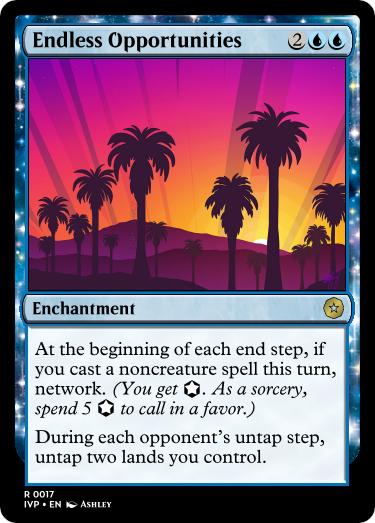 Endless Opportunities 2
Enchantment
At the beginning of each end step, if
you cast a noncreature spell this turn,
network. (You get . As a sorcery,
spend 5 to call in a favor.)
During each opponent's untap step,
untap two lands you control.
R 0017
IVP • EN ASHLEY